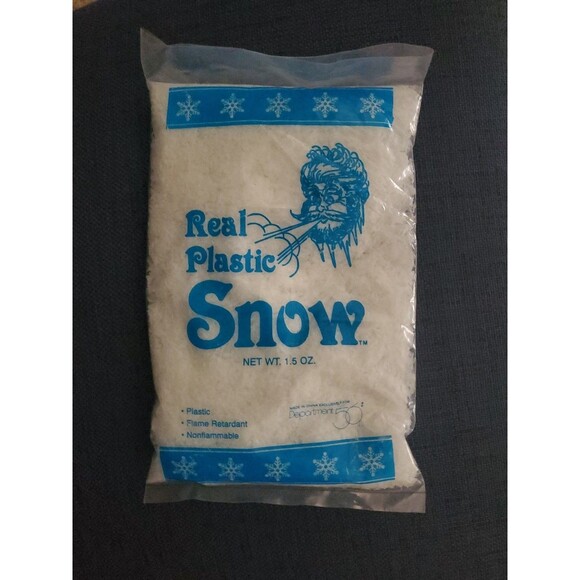 Real
Plastic
Snow™
NET WT. 1.5 OZ.
• Plastic
• Flame Retardant
• Nonflammable
Department 56